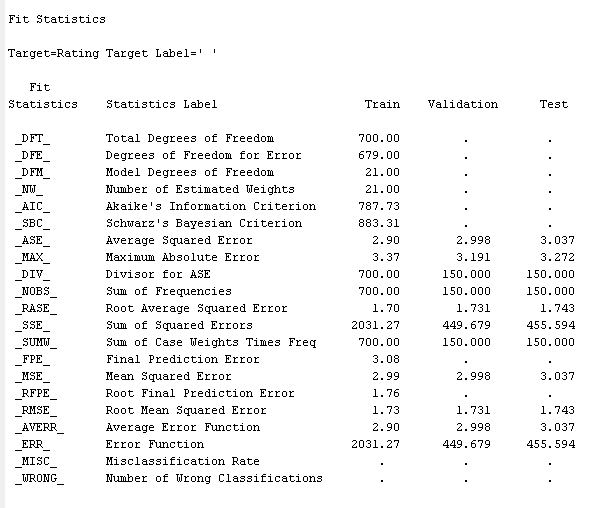 Fit Statistics
Target=Rating Target Label=' '
Fit
Statistics Statistics Label Train Validation Test
_DFT_ Total Degrees of Freedom 700.00 . .
_DFE_ Degrees of Freedom for Error 679.00 . .
_DFM_ Model Degrees of Freedom 21.00 . .
_NW_ Number of Estimated Weights 21.00 . .
_AIC_ Akaike's Information Criterion 787.73 . .
_SBC_ Schwarz's Bayesian Criterion 883.31 . .
_ASE_ Average Squared Error 2.90 2.998 3.037
_MAX_ Maximum Absolute Error 3.37 3.191 3.272
_DIV_ Divisor for ASE 700.00 150.000 150.000
_NOBS_ Sum of Frequencies 700.00 150.000 150.000
_RASE_ Root Average Squared Error 1.70 1.731 1.743
_SSE_ Sum of Squared Errors 2031.27 449.679 455.594
_SUMW_ Sum of Case Weights Times Freq 700.00 150.000 150.000
_FPE_ Final Prediction Error 3.08 . .
_MSE_ Mean Squared Error 2.99 2.998 3.037
_RFPE_ Root Final Prediction Error 1.76 . .
_RMSE_ Root Mean Squared Error 1.73 1.731 1.743
_AVERR_ Average Error Function 2.90 2.998 3.037
_ERR_ Error Function 2031.27 449.679 455.594
_MISC_ Misclassification Rate . . .
_WRONG_ Number of Wrong Classifications . . .